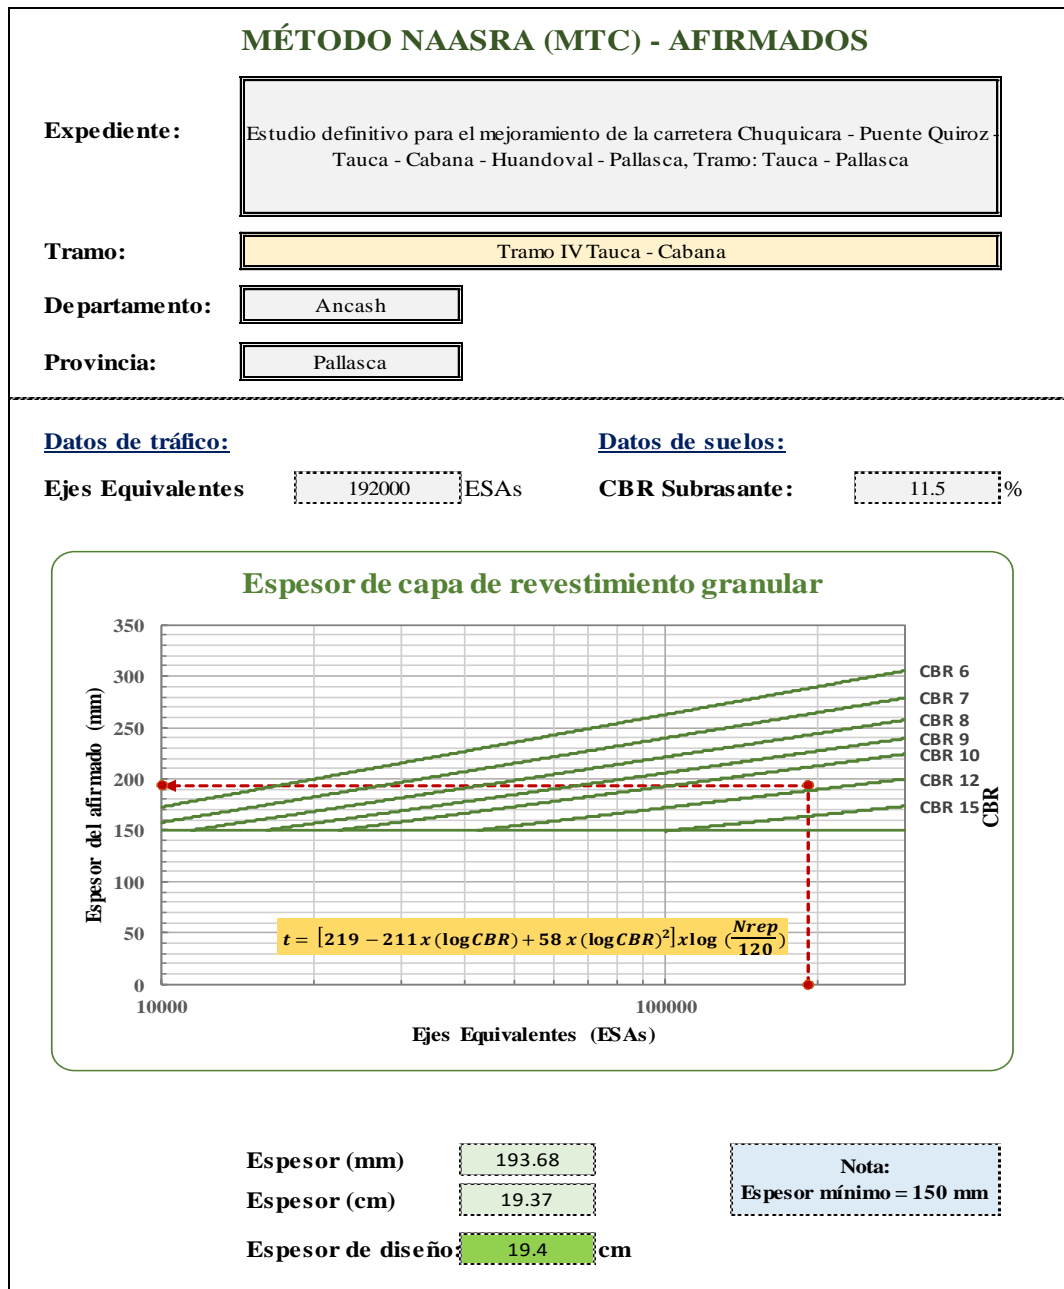 MÉTODO NAASRA (MTC) - AFIRMADOS
Expediente:
Estudio definitivo para el mejoramiento de la carretera Chuquicara - Puente Quiroz -
Tauca - Cabana - Huandoval - Pallasca, Tramo: Tauca - Pallasca
Tramo:
Tramo IV Tauca - Cabana
Departamento:
Ancash
Provincia:
Pallasca
Datos de tráfico:
Datos de suelos:
Ejes Equivalentes 192000 ESAs
CBR Subrasante: 11.5 %
Espesor de capa de revestimiento granular
350
300
250
200
150
100
50
0
Espesor del afirmado (mm)
CBR 6
CBR 7
CBR 8
CBR 9
CBR 10
CBR 12
CBR 15
CBR
t = [219 − 211 x (log CBR) + 58 x (log CBR)²] x log (Nrep/120)
10000
100000
Ejes Equivalentes (ESAs)
Espesor (mm) 193.68
Espesor (cm) 19.37
Espesor de diseño: 19.4 cm
Nota:
Espesor mínimo = 150 mm